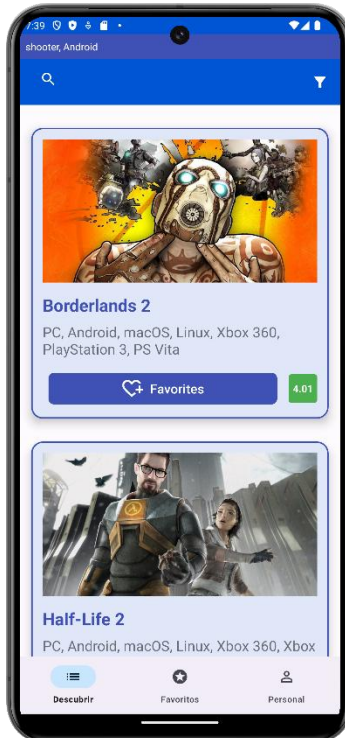 7:39
shooter, Android
Borderlands 2
PC, Android, macOS, Linux, Xbox 360,
PlayStation 3, PS Vita
Favorites
4.01
Half-Life 2
PC, Android, macOS, Linux, Xbox 360, Xbox
Descubrir
Favoritos
Personal